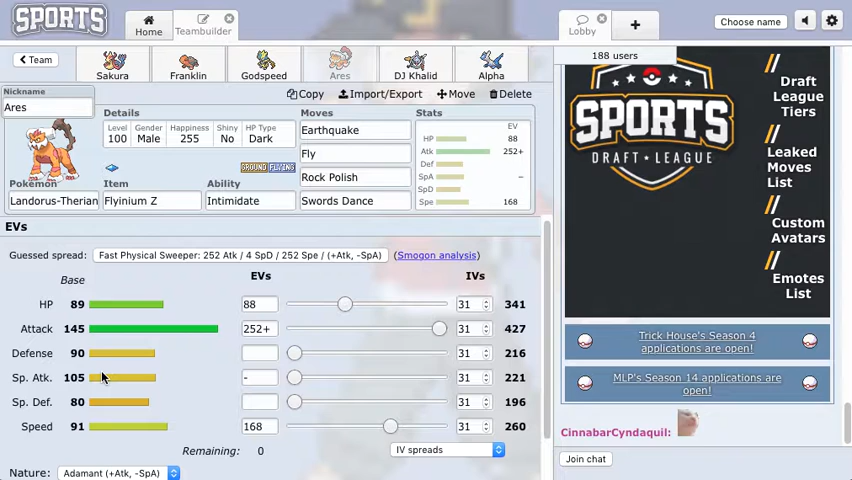 SPORTS
Home
Teambuilder
Lobby
Choose name
188 users
Team
Sakura
Franklin
Godspeed
Ares
DJ Khalid
Alpha
Nickname
Ares
Copy
Import/Export
Move
Delete
Details
Level 100
Gender Male
Happiness 255
Shiny No
HP Type Dark
GROUND FLYING
Pokémon
Landorus-Therian
Item
Flyinium Z
Ability
Intimidate
Moves
Earthquake
Fly
Rock Polish
Swords Dance
Stats
EV
HP 88
Atk 252+
Def
SpA –
SpD
Spe 168
EVs
Guessed spread: Fast Physical Sweeper: 252 Atk / 4 SpD / 252 Spe / (+Atk, -SpA) (Smogon analysis)
Base EVs IVs
HP 89 88 31 341
Attack 145 252+ 31 427
Defense 90 31 216
Sp. Atk. 105 - 31 221
Sp. Def. 80 31 196
Speed 91 168 31 260
Remaining: 0 IV spreads
Nature: Adamant (+Atk, -SpA)
SPORTS
DRAFT LEAGUE
// Draft
League
Tiers
// Leaked
Moves
List
// Custom
Avatars
// Emotes
List
Trick House's Season 4
applications are open!
MLP's Season 14 applications are
open!
CinnabarCyndaquil:
Join chat